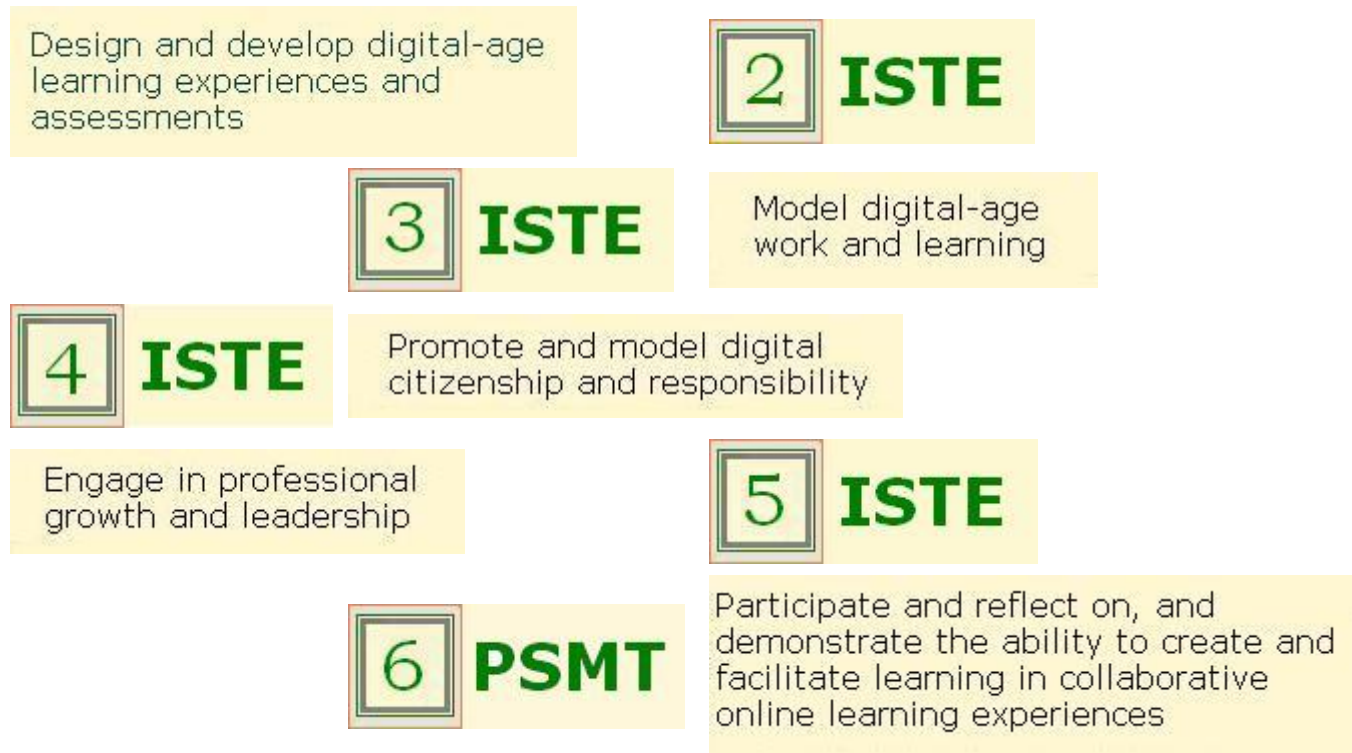 Design and develop digital-age
learning experiences and
assessments
2 ISTE
3 ISTE
Model digital-age
work and learning
4 ISTE
Promote and model digital
citizenship and responsibility
Engage in professional
growth and leadership
5 ISTE
6 PSMT
Participate and reflect on, and
demonstrate the ability to create and
facilitate learning in collaborative
online learning experiences